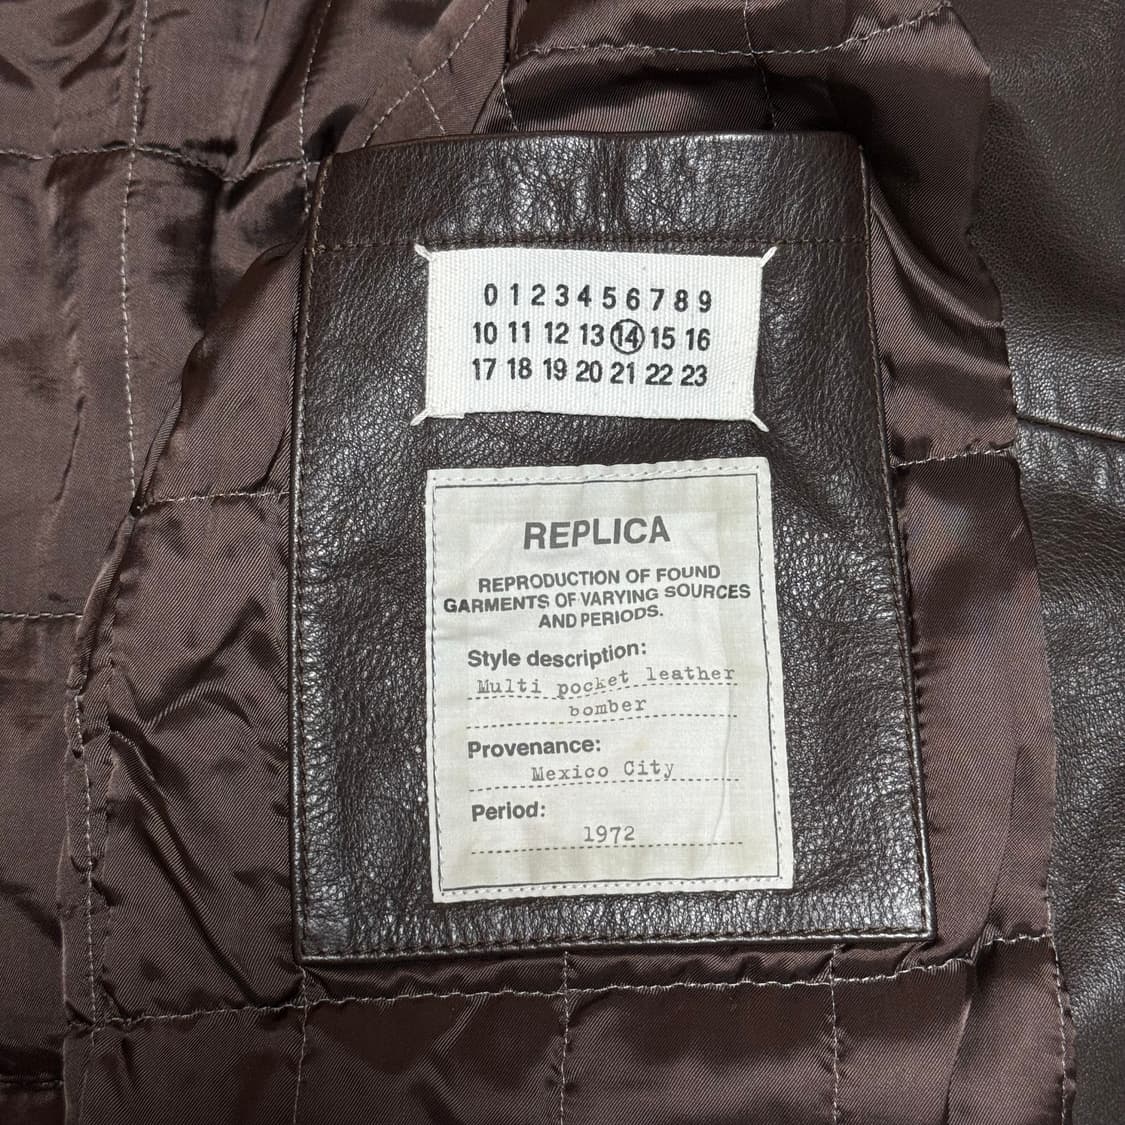 0 1 2 3 4 5 6 7 8 9
10 11 12 13 14 15 16
17 18 19 20 21 22 23
REPLICA
REPRODUCTION OF FOUND
GARMENTS OF VARYING SOURCES
AND PERIODS.
Style description:
Multi pocket leather
bomber
Provenance:
Mexico City
Period:
1972